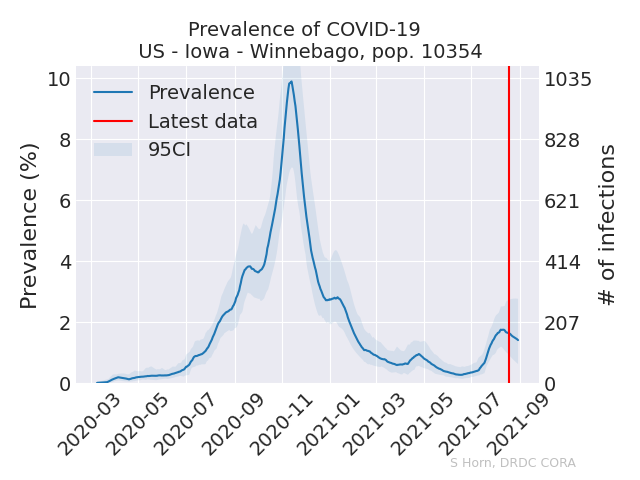 Prevalence of COVID-19
US - Iowa - Winnebago, pop. 10354
Prevalence
Latest data
95CI
Prevalence (%)
10
8
6
4
2
0
1035
828
621
414
207
0
# of infections
2020-03
2020-05
2020-07
2020-09
2020-11
2021-01
2021-03
2021-05
2021-07
2021-09
S Horn, DRDC CORA